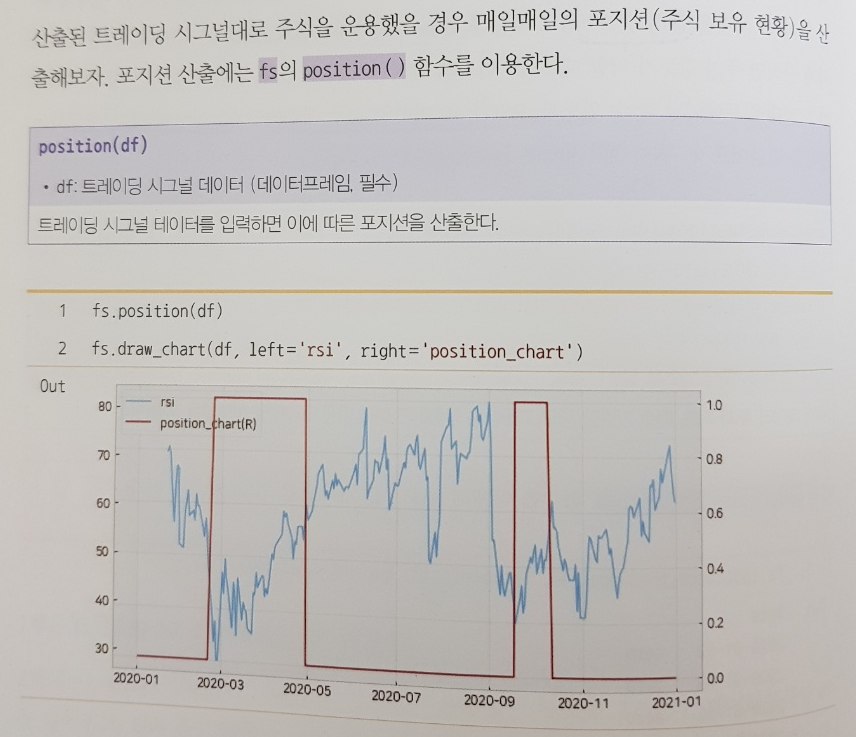 산출된 트레이딩 시그널대로 주식을 운용했을 경우 매일매일의 포지션(주식 보유 현황)을 산
출해보자. 포지션 산출에는 fs의 position() 함수를 이용한다.
position(df)
• df: 트레이딩 시그널 데이터 (데이터프레임, 필수)
트레이딩 시그널 테이터를 입력하면 이에 따른 포지션을 산출한다.
1 fs.position(df)
2 fs.draw_chart(df, left='rsi', right='position_chart')
Out
rsi
position_chart(R)
80
70
60
50
40
30
1.0
0.8
0.6
0.4
0.2
0.0
2020-01 2020-03 2020-05 2020-07 2020-09 2020-11 2021-01